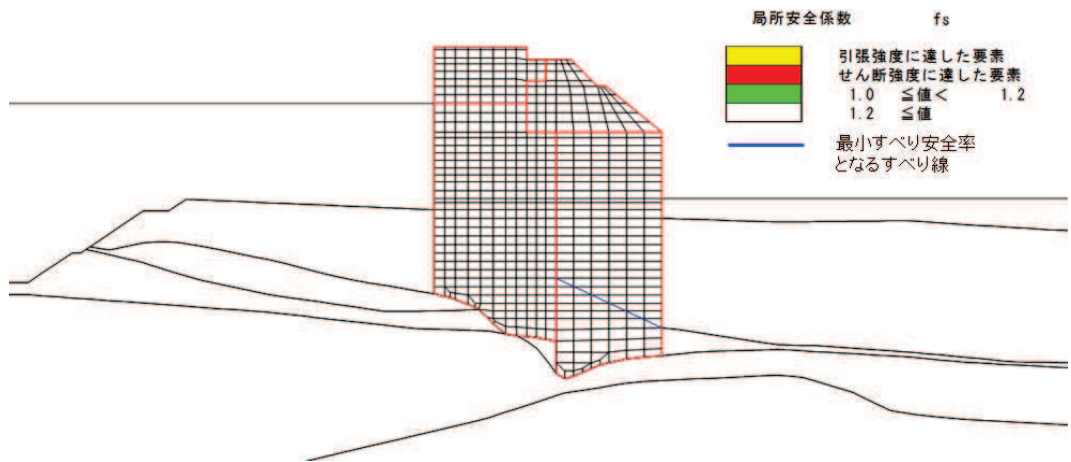 局所安全係数 fs
引張強度に達した要素
せん断強度に達した要素
1.0 ≦値< 1.2
1.2 ≦値
最小すべり安全率
となるすべり線